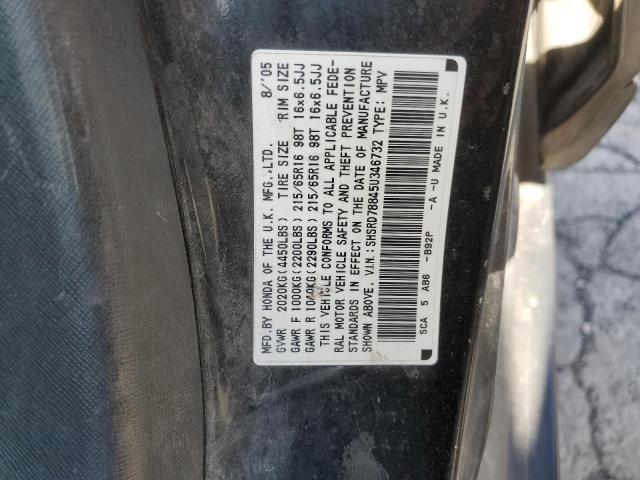 MFD.BY HONDA OF THE U.K. MFG.,LTD. 8/'05
GVWR 2020KG(4450LBS) TIRE SIZE RIM SIZE
GAWR F 1000KG(2200LBS) 215/65R16 98T 16x6.5JJ
GAWR R 1040KG(2290LBS) 215/65R16 98T 16x6.5JJ
THIS VEHICLE CONFORMS TO ALL APPLICABLE FEDE-
RAL MOTOR VEHICLE SAFETY AND THEFT PREVENTION
STANDARDS IN EFFECT ON THE DATE OF MANUFACTURE
SHOWN ABOVE. V.I.N.:SHSRD78845U346732 TYPE: MPV
SCA 5 AB6 -B92P -A -U MADE IN U.K.